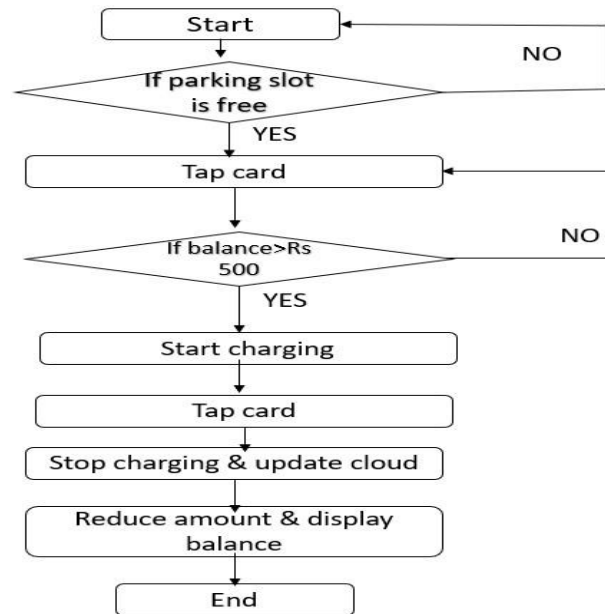 Start
NO
If parking slot
is free
YES
Tap card
NO
If balance>Rs
500
YES
Start charging
Tap card
Stop charging & update cloud
Reduce amount & display
balance
End